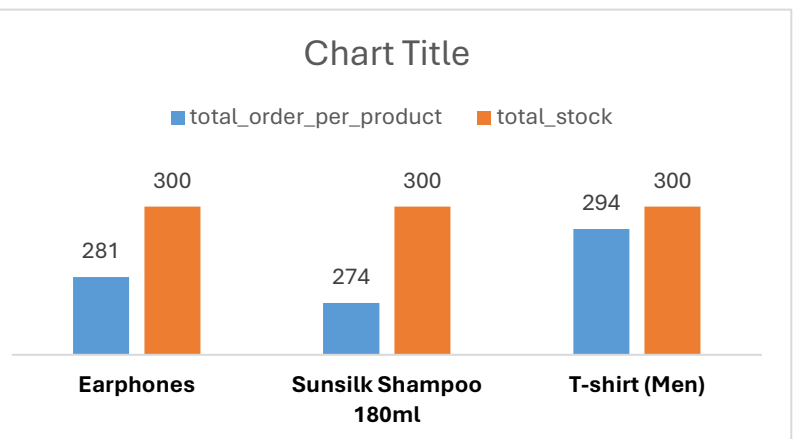 Chart Title
total_order_per_product total_stock
281 300 274 300 294 300
Earphones Sunsilk Shampoo T-shirt (Men)
180ml